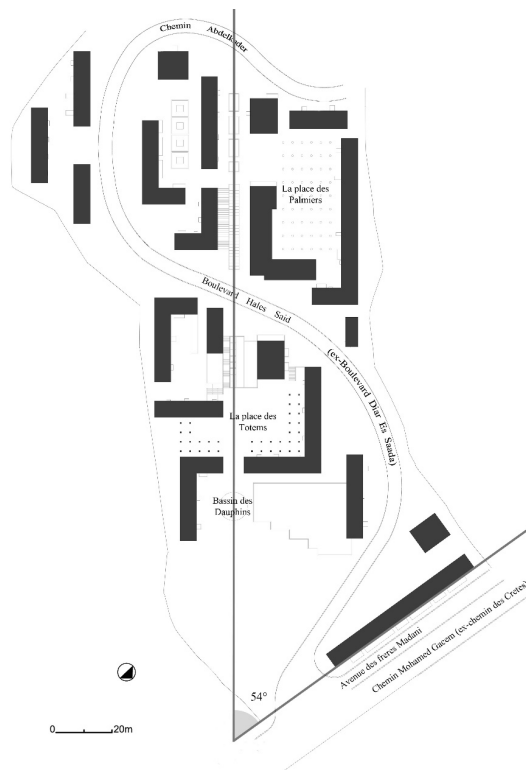 Chemin Abdelkader
La place des
Palmiers
Boulevard Hafes Said
(ex-Boulevard Diar Es Saada)
La place des
Totems
Bassin des
Dauphins
Avenue des freres Madani
Chemin Mohamed Gacem (ex-chemin des Cretes)
54°
0 20m